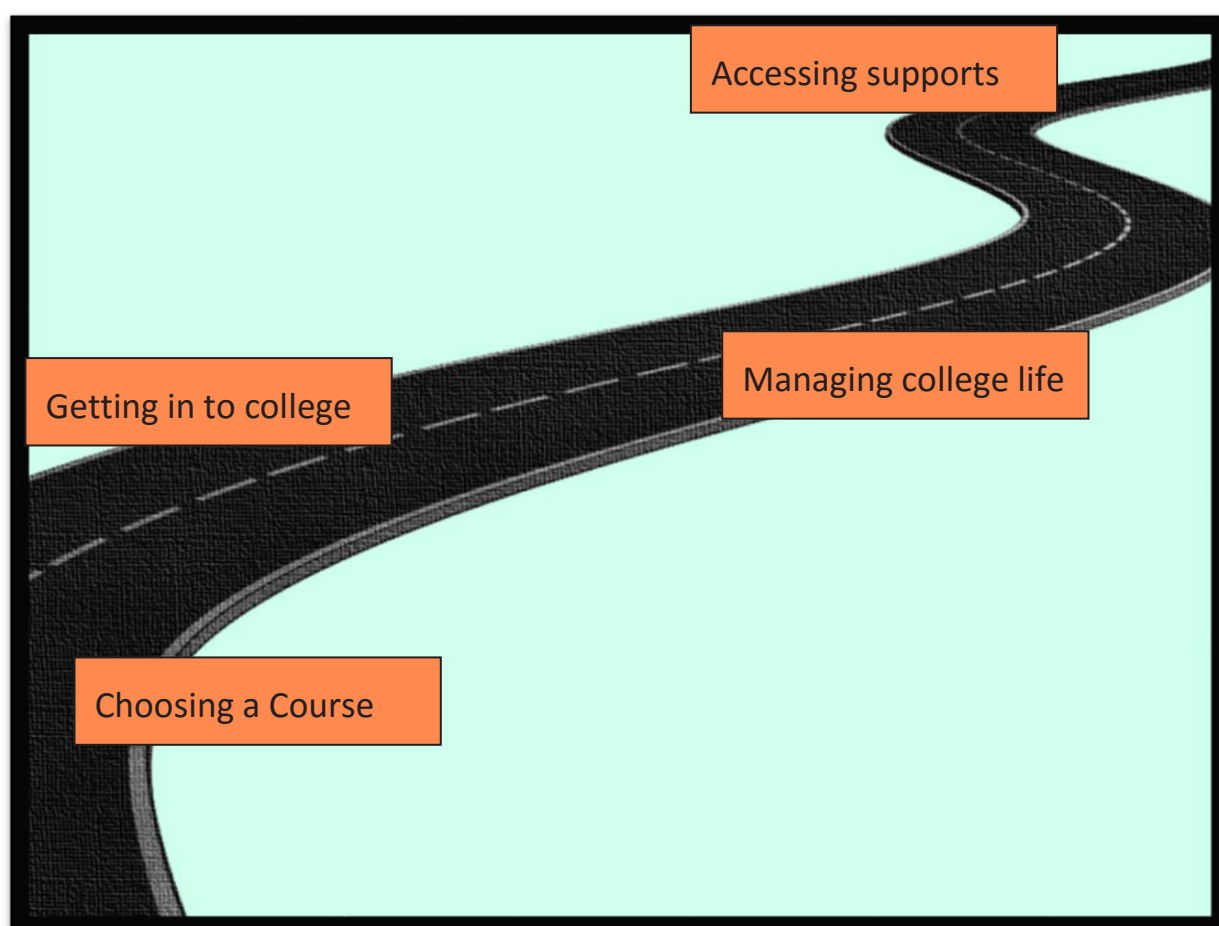 Accessing supports
Managing college life
Getting in to college
Choosing a Course